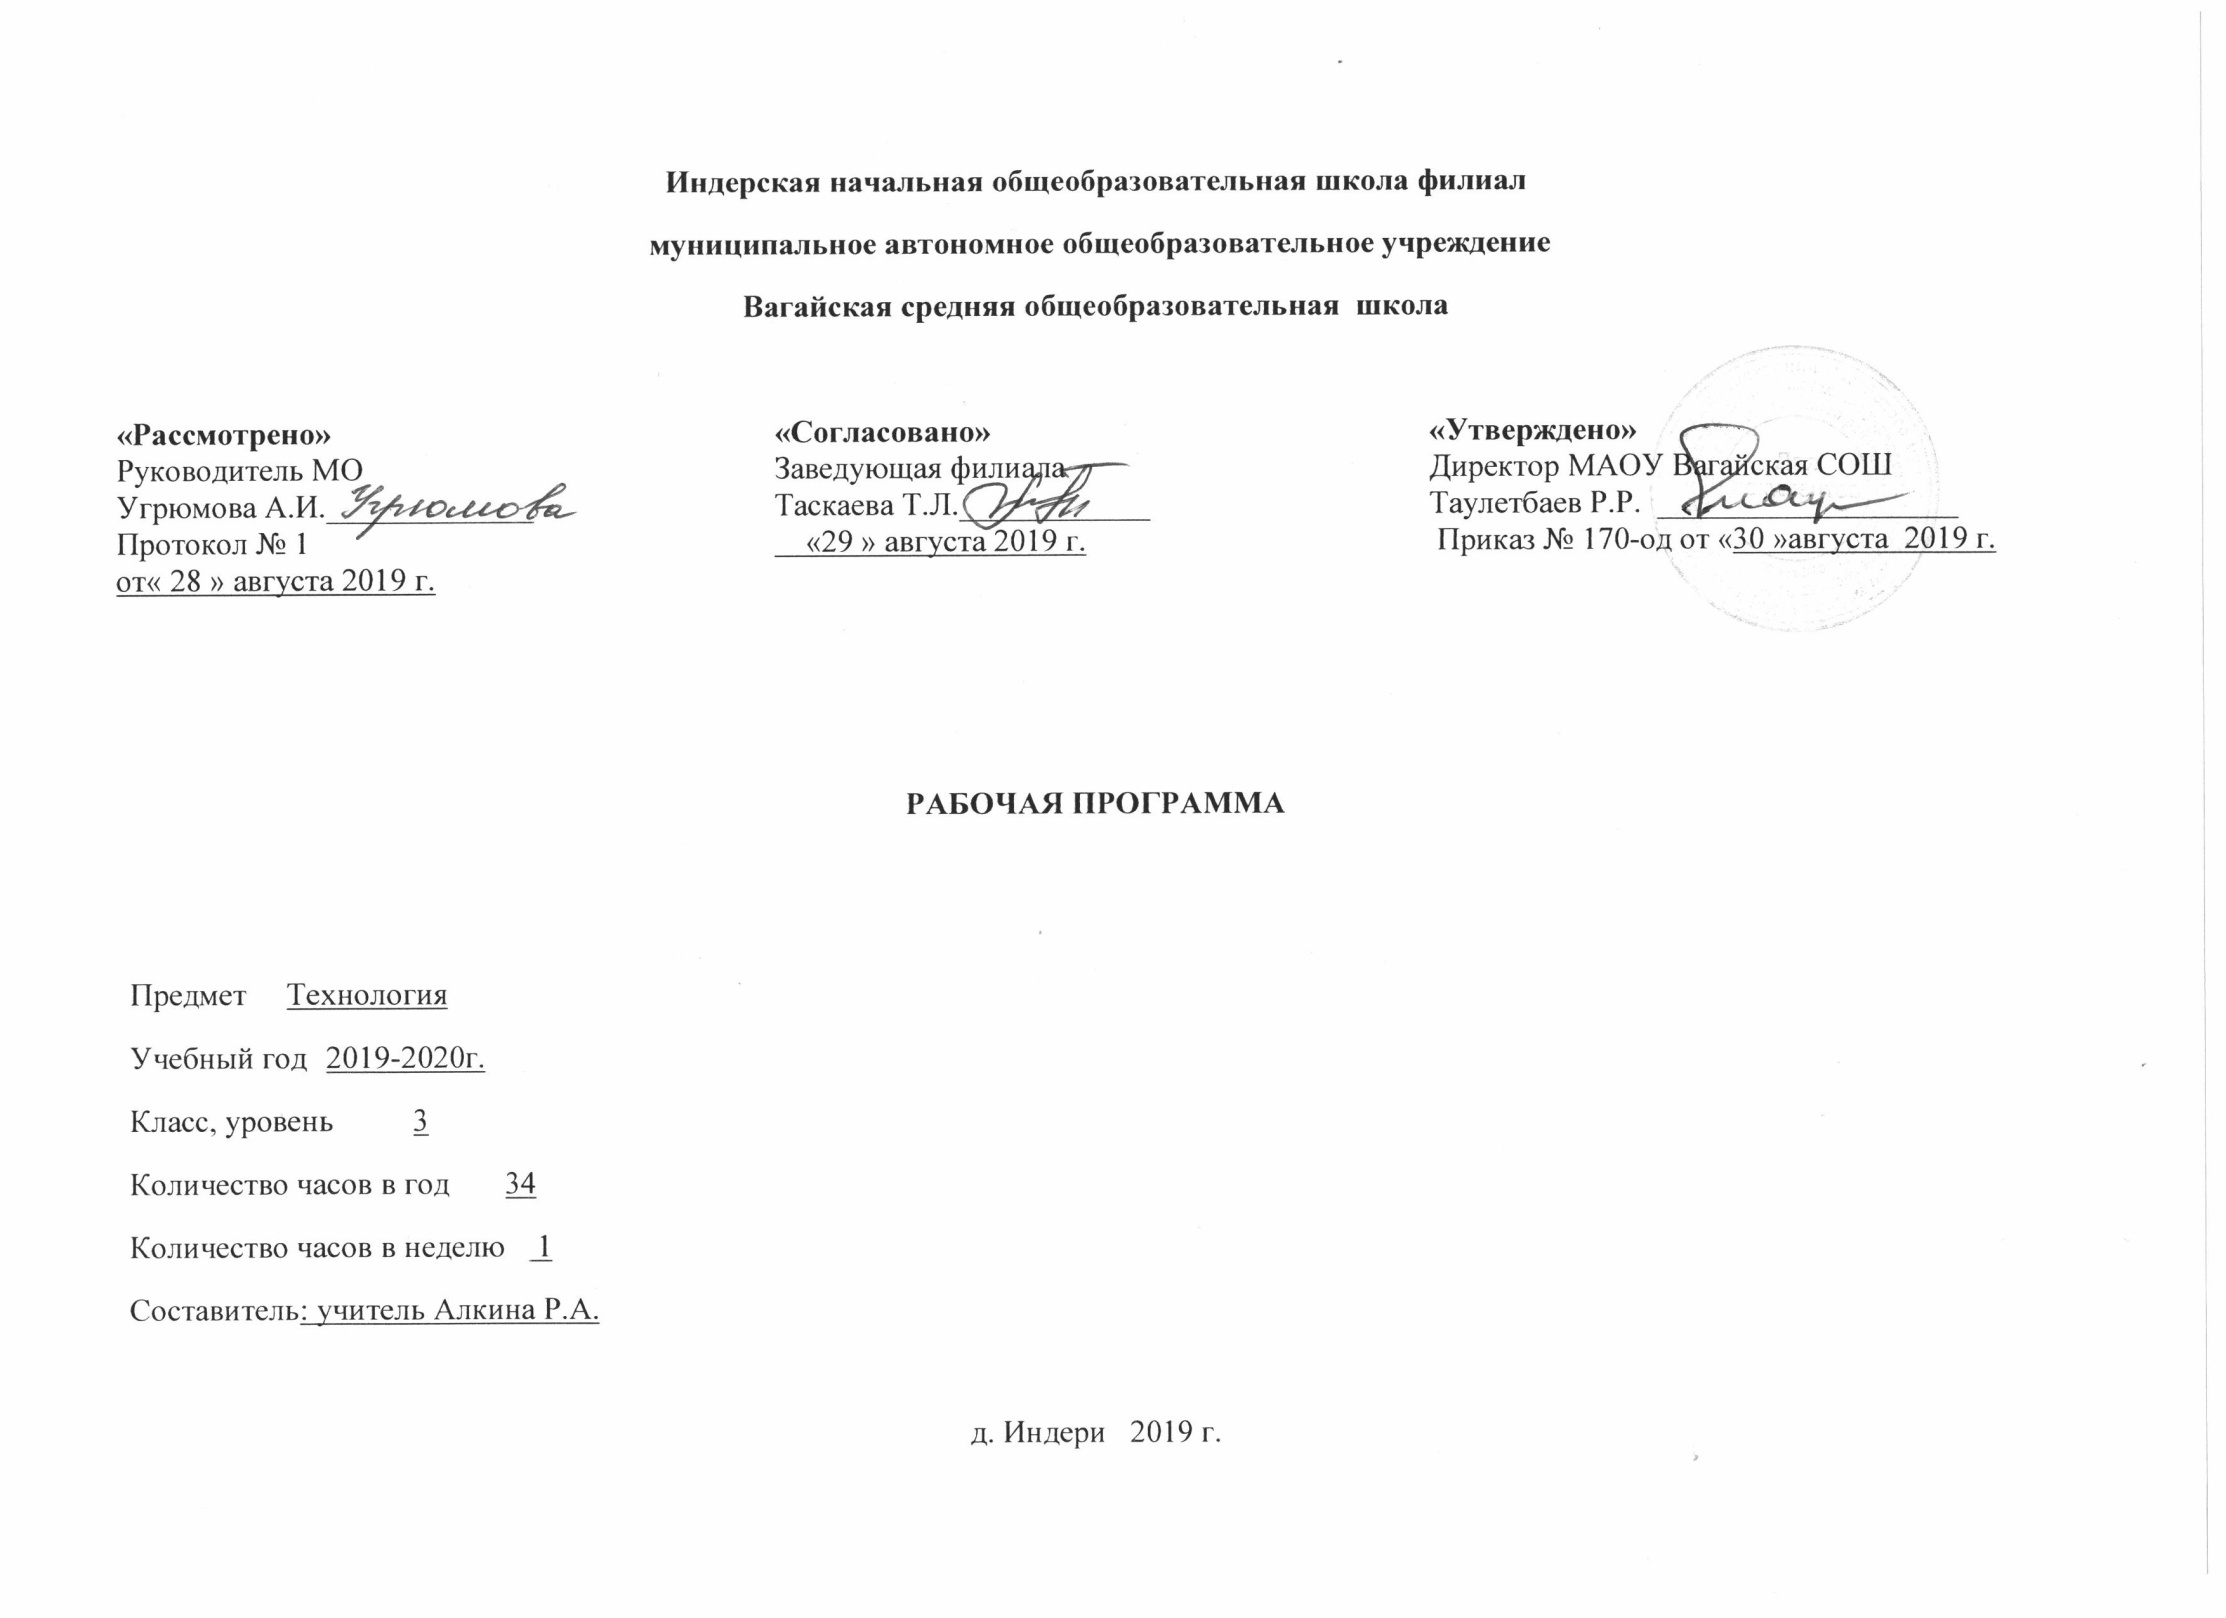 Индерская начальная общеобразовательная школа филиал
муниципальное автономное общеобразовательное учреждение
Вагайская средняя общеобразовательная школа
«Рассмотрено»
Руководитель МО
Угрюмова А.И. Угрюмова
Протокол № 1
от« 28 » августа 2019 г.
«Согласовано»
Заведующая филиала
Таскаева Т.Л.
«29 » августа 2019 г.
«Утверждено»
Директор МАОУ Вагайская СОШ
Таулетбаев Р.Р.
Приказ № 170-од от «30 »августа 2019 г.
РАБОЧАЯ ПРОГРАММА
Предмет Технология
Учебный год 2019-2020г.
Класс, уровень 3
Количество часов в год 34
Количество часов в неделю 1
Составитель: учитель Алкина Р.А.
д. Индери 2019 г.